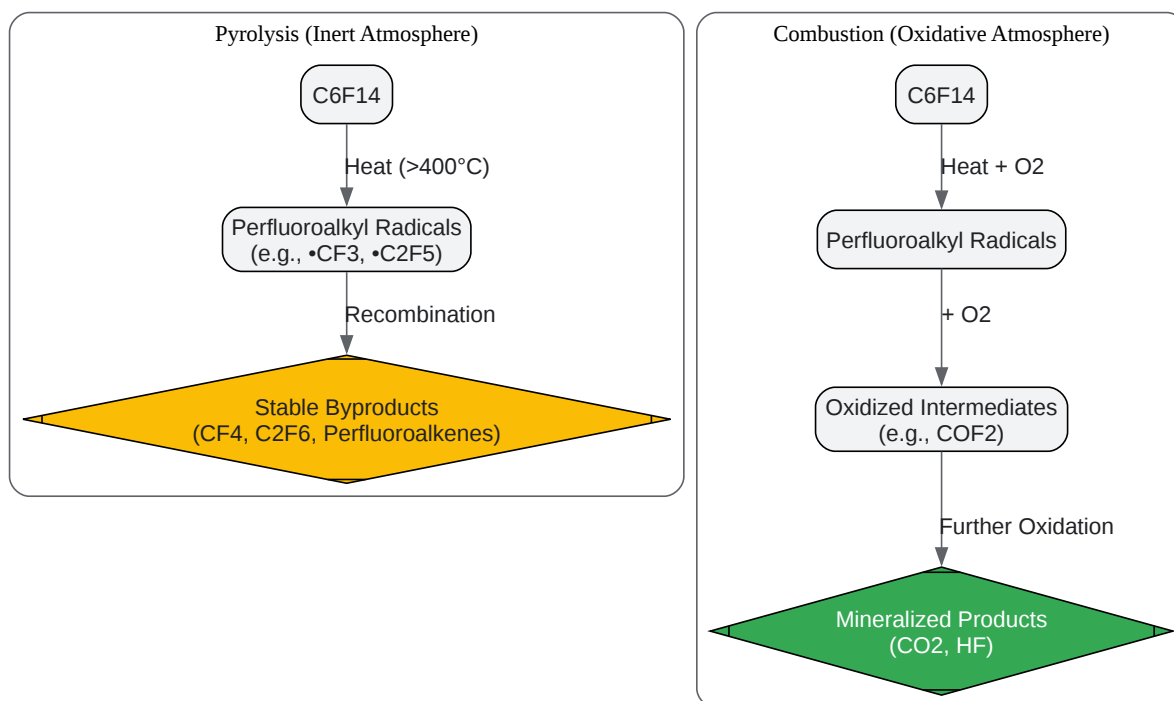 Pyrolysis (Inert Atmosphere)
C6F14
Heat (>400°C)
Perfluoroalkyl Radicals
(e.g., •CF3, •C2F5)
Recombination
Stable Byproducts
(CF4, C2F6, Perfluoroalkenes)
Combustion (Oxidative Atmosphere)
C6F14
Heat + O2
Perfluoroalkyl Radicals
+ O2
Oxidized Intermediates
(e.g., COF2)
Further Oxidation
Mineralized Products
(CO2, HF)